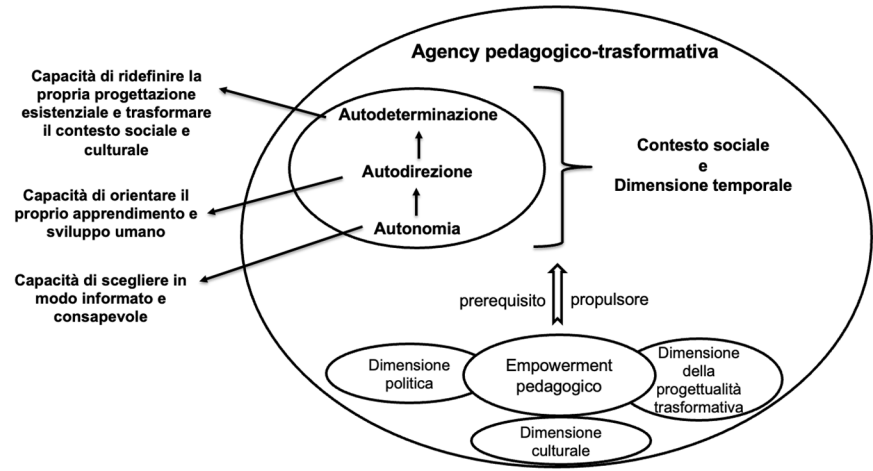 Agency pedagogico-trasformativa
Capacità di ridefinire la
propria progettazione
esistenziale e trasformare
il contesto sociale e
culturale
Autodeterminazione
Contesto sociale
e
Dimensione temporale
Autodirezione
Capacità di orientare il
proprio apprendimento e
sviluppo umano
Autonomia
Capacità di scegliere in
modo informato e
consapevole
prerequisito
propulsore
Dimensione
politica
Empowerment
pedagogico
Dimensione
della
progettualità
trasformativa
Dimensione
culturale